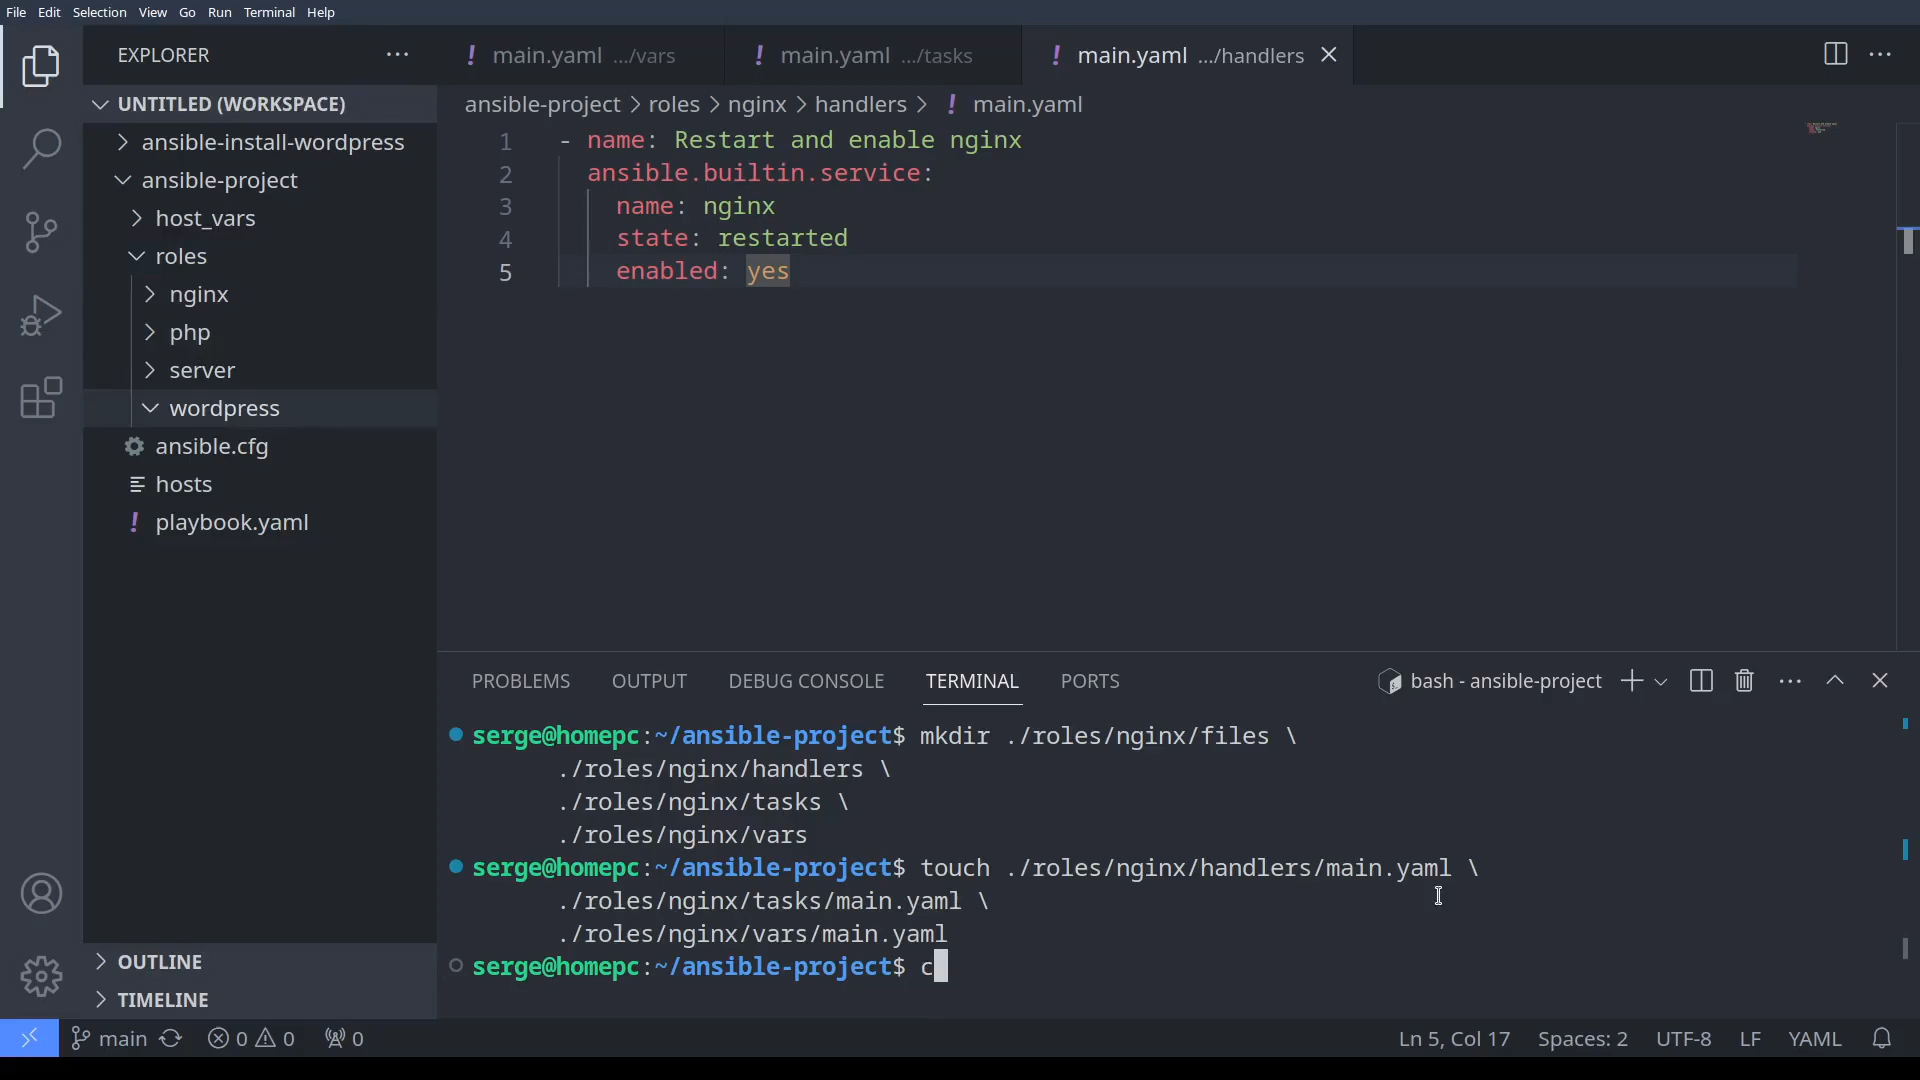 File Edit Selection View Go Run Terminal Help
EXPLORER
main.yaml .../vars
main.yaml .../tasks
main.yaml .../handlers
UNTITLED (WORKSPACE)
ansible-install-wordpress
ansible-project
host_vars
roles
nginx
php
server
wordpress
ansible.cfg
hosts
playbook.yaml
OUTLINE
TIMELINE
ansible-project > roles > nginx > handlers > ! main.yaml
1 - name: Restart and enable nginx
2 ansible.builtin.service:
3 name: nginx
4 state: restarted
5 enabled: yes
PROBLEMS OUTPUT DEBUG CONSOLE TERMINAL PORTS
bash - ansible-project
serge@homepc:~/ansible-project$ mkdir ./roles/nginx/files \
./roles/nginx/handlers \
./roles/nginx/tasks \
./roles/nginx/vars
serge@homepc:~/ansible-project$ touch ./roles/nginx/handlers/main.yaml \
./roles/nginx/tasks/main.yaml \
./roles/nginx/vars/main.yaml
serge@homepc:~/ansible-project$ c
main 0 0 0 Ln 5, Col 17 Spaces: 2 UTF-8 LF YAML